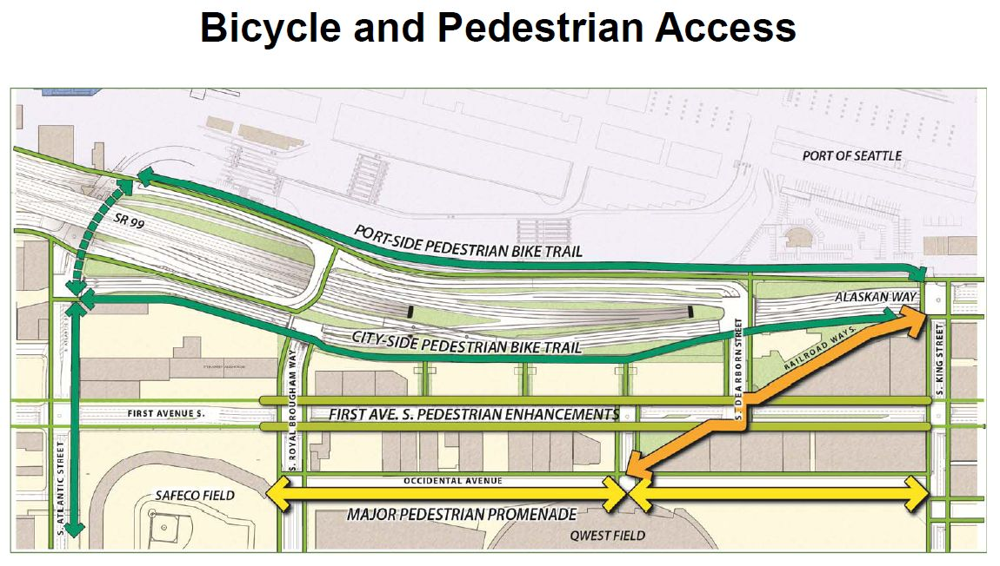 Bicycle and Pedestrian Access
PORT OF SEATTLE
SR 99
PORT-SIDE PEDESTRIAN BIKE TRAIL
ALASKAN WAY
CITY-SIDE PEDESTRIAN BIKE TRAIL
RAILROAD WAYS.
S. DEARBORN STREET
S. KING STREET
S. ROYAL BROUGHAM WAY
FIRST AVENUE S.
FIRST AVE. S. PEDESTRIAN ENHANCEMENTS
S. ATLANTIC STREET
OCCIDENTAL AVENUE
SAFECO FIELD
MAJOR PEDESTRIAN PROMENADE
QWEST FIELD